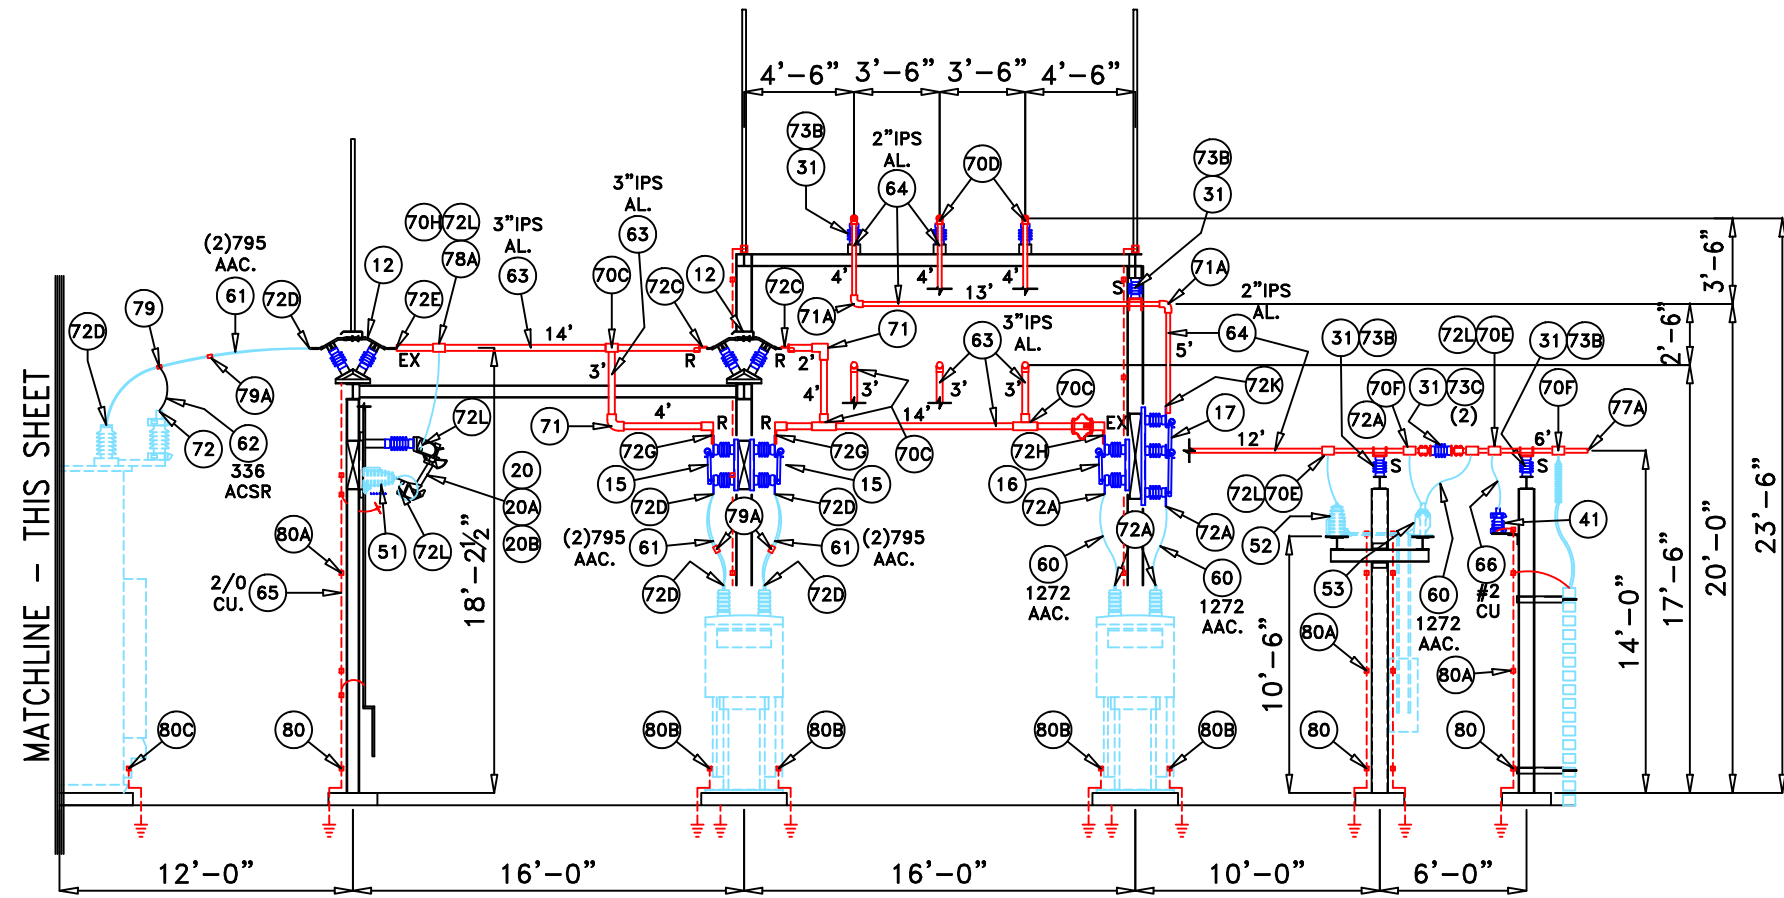 4'-6" 3'-6" 3'-6" 4'-6"
73B
31
2"IPS
AL.
64
70D
73B
31
3"IPS
AL.
63
70H 72L
78A
3"IPS
AL.
63
(2)795
AAC.
61
12
72D
72E
EX
79
72D
79A
72
62
336
ACSR
14'
70C
72C
12
72C
R
R
2'
71
3'
4'
4'
71
4'
4'
4'
13'
71A
S
71A
5'
2"IPS
AL.
64
3"IPS
AL.
63
3'
3'
3'
14'
70C
70C
R
R
EX
72K
17
72H
16
72A
72A
72A
72G
72G
15
15
72D
72D
79A
(2)795
AAC.
61
61
(2)795
AAC.
72D
72D
60
1272
AAC.
60
1272
AAC.
72L
20
20A
20B
51
72L
80A
2/0
CU.
65
18'-2½"
12'
31 73B
72A
70F
31
73C
(2)
72L 70E
31 73B
70F
77A
6'
S
S
72L 70E
52
53
60
1272
AAC.
66
#2
CU
41
10'-6"
80A
80A
14'-0"
17'-6"
20'-0"
23'-6"
3'-6"
2'-6"
80C
80
80B
80B
80B
80B
80
80
MATCHLINE - THIS SHEET
12'-0" 16'-0" 16'-0" 10'-0" 6'-0"